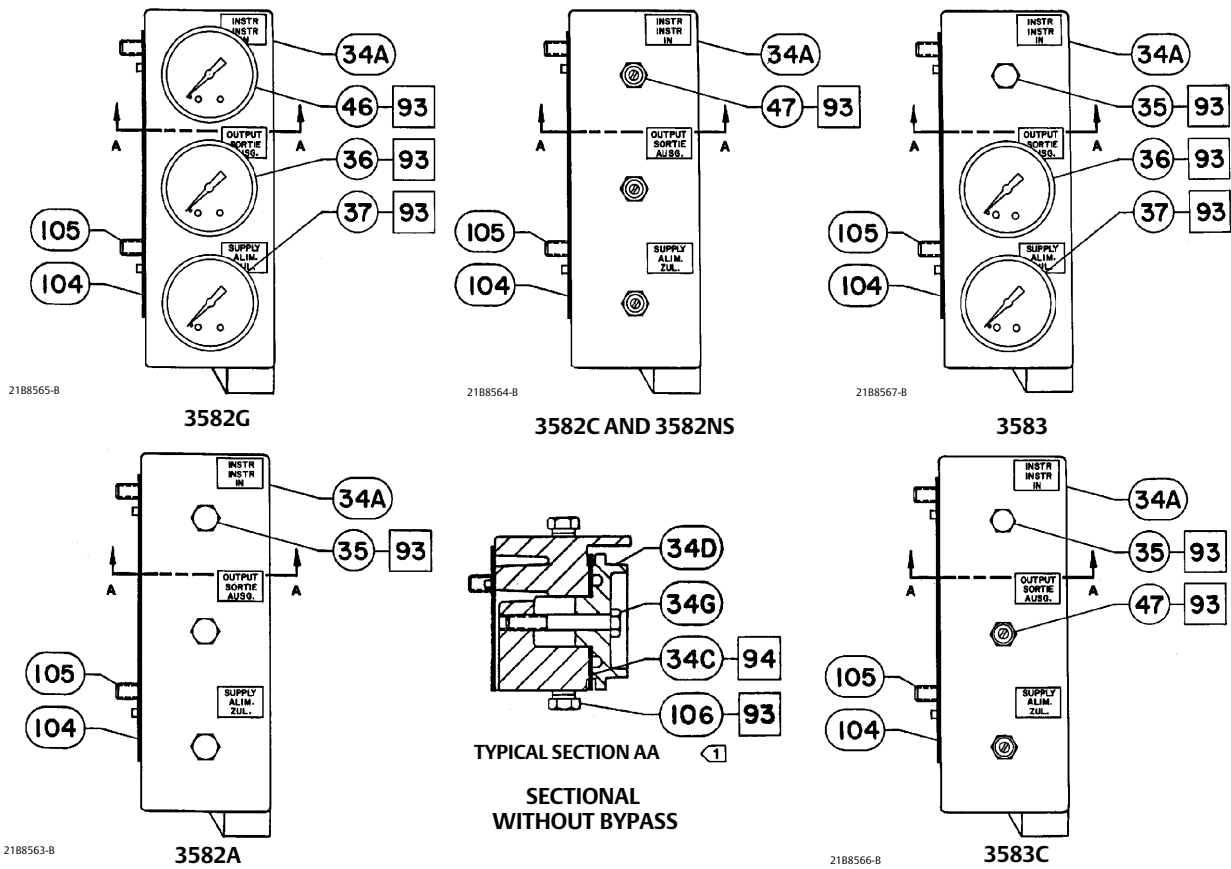 INSTR
INSTR
IN
34A
46 93
A A
OUTPUT
SORTIE
AUSG.
36 93
37 93
105
SUPPLY
ALIM.
ZUL.
104
21B8565-B
3582G
INSTR
INSTR
IN
34A
47 93
A A
OUTPUT
SORTIE
AUSG.
105
SUPPLY
ALIM.
ZUL.
104
21B8564-B
3582C AND 3582NS
INSTR
INSTR
IN
34A
35 93
A A
OUTPUT
SORTIE
AUSG.
36 93
37 93
105
SUPPLY
ALIM.
ZUL.
104
21B8567-B
3583
INSTR
INSTR
IN
34A
35 93
A A
OUTPUT
SORTIE
AUSG.
105
SUPPLY
ALIM.
ZUL.
104
21B8563-B
3582A
34D
34G
34C 94
106 93
TYPICAL SECTION AA 1
SECTIONAL
WITHOUT BYPASS
INSTR
INSTR
IN
34A
35 93
A A
OUTPUT
SORTIE
AUSG.
47 93
105
SUPPLY
ALIM.
ZUL.
104
21B8566-B
3583C